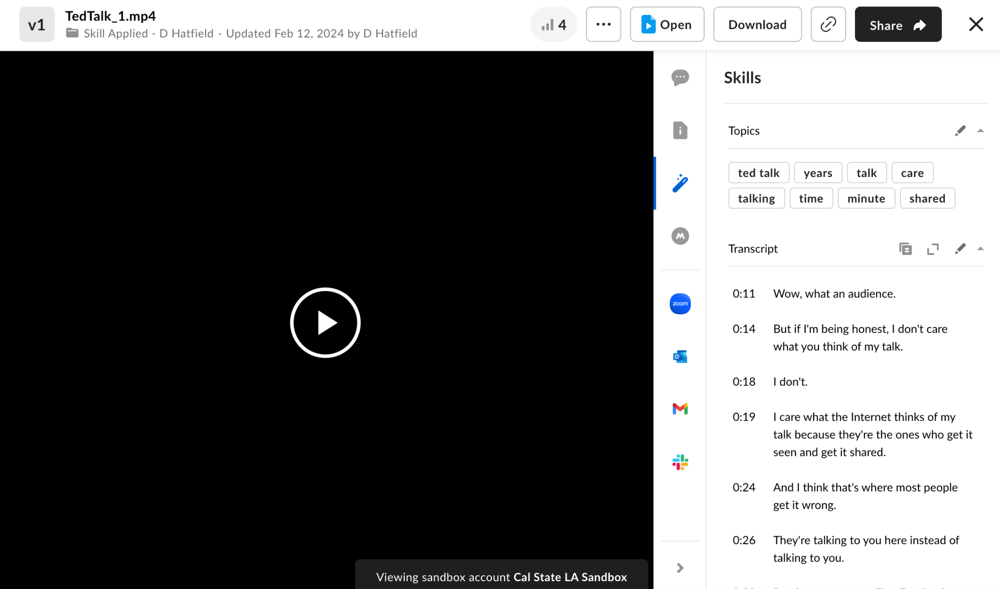 v1
TedTalk_1.mp4
Skill Applied - D Hatfield · Updated Feb 12, 2024 by D Hatfield
4
Open
Download
Share
Skills
Topics
ted talk years talk care
talking time minute shared
Transcript
zoom
0:11 Wow, what an audience.
0:14 But if I'm being honest, I don't care
what you think of my talk.
0:18 I don't.
0:19 I care what the Internet thinks of my
talk because they're the ones who get it
seen and get it shared.
0:24 And I think that's where most people
get it wrong.
0:26 They're talking to you here instead of
talking to you.
Viewing sandbox account Cal State LA Sandbox